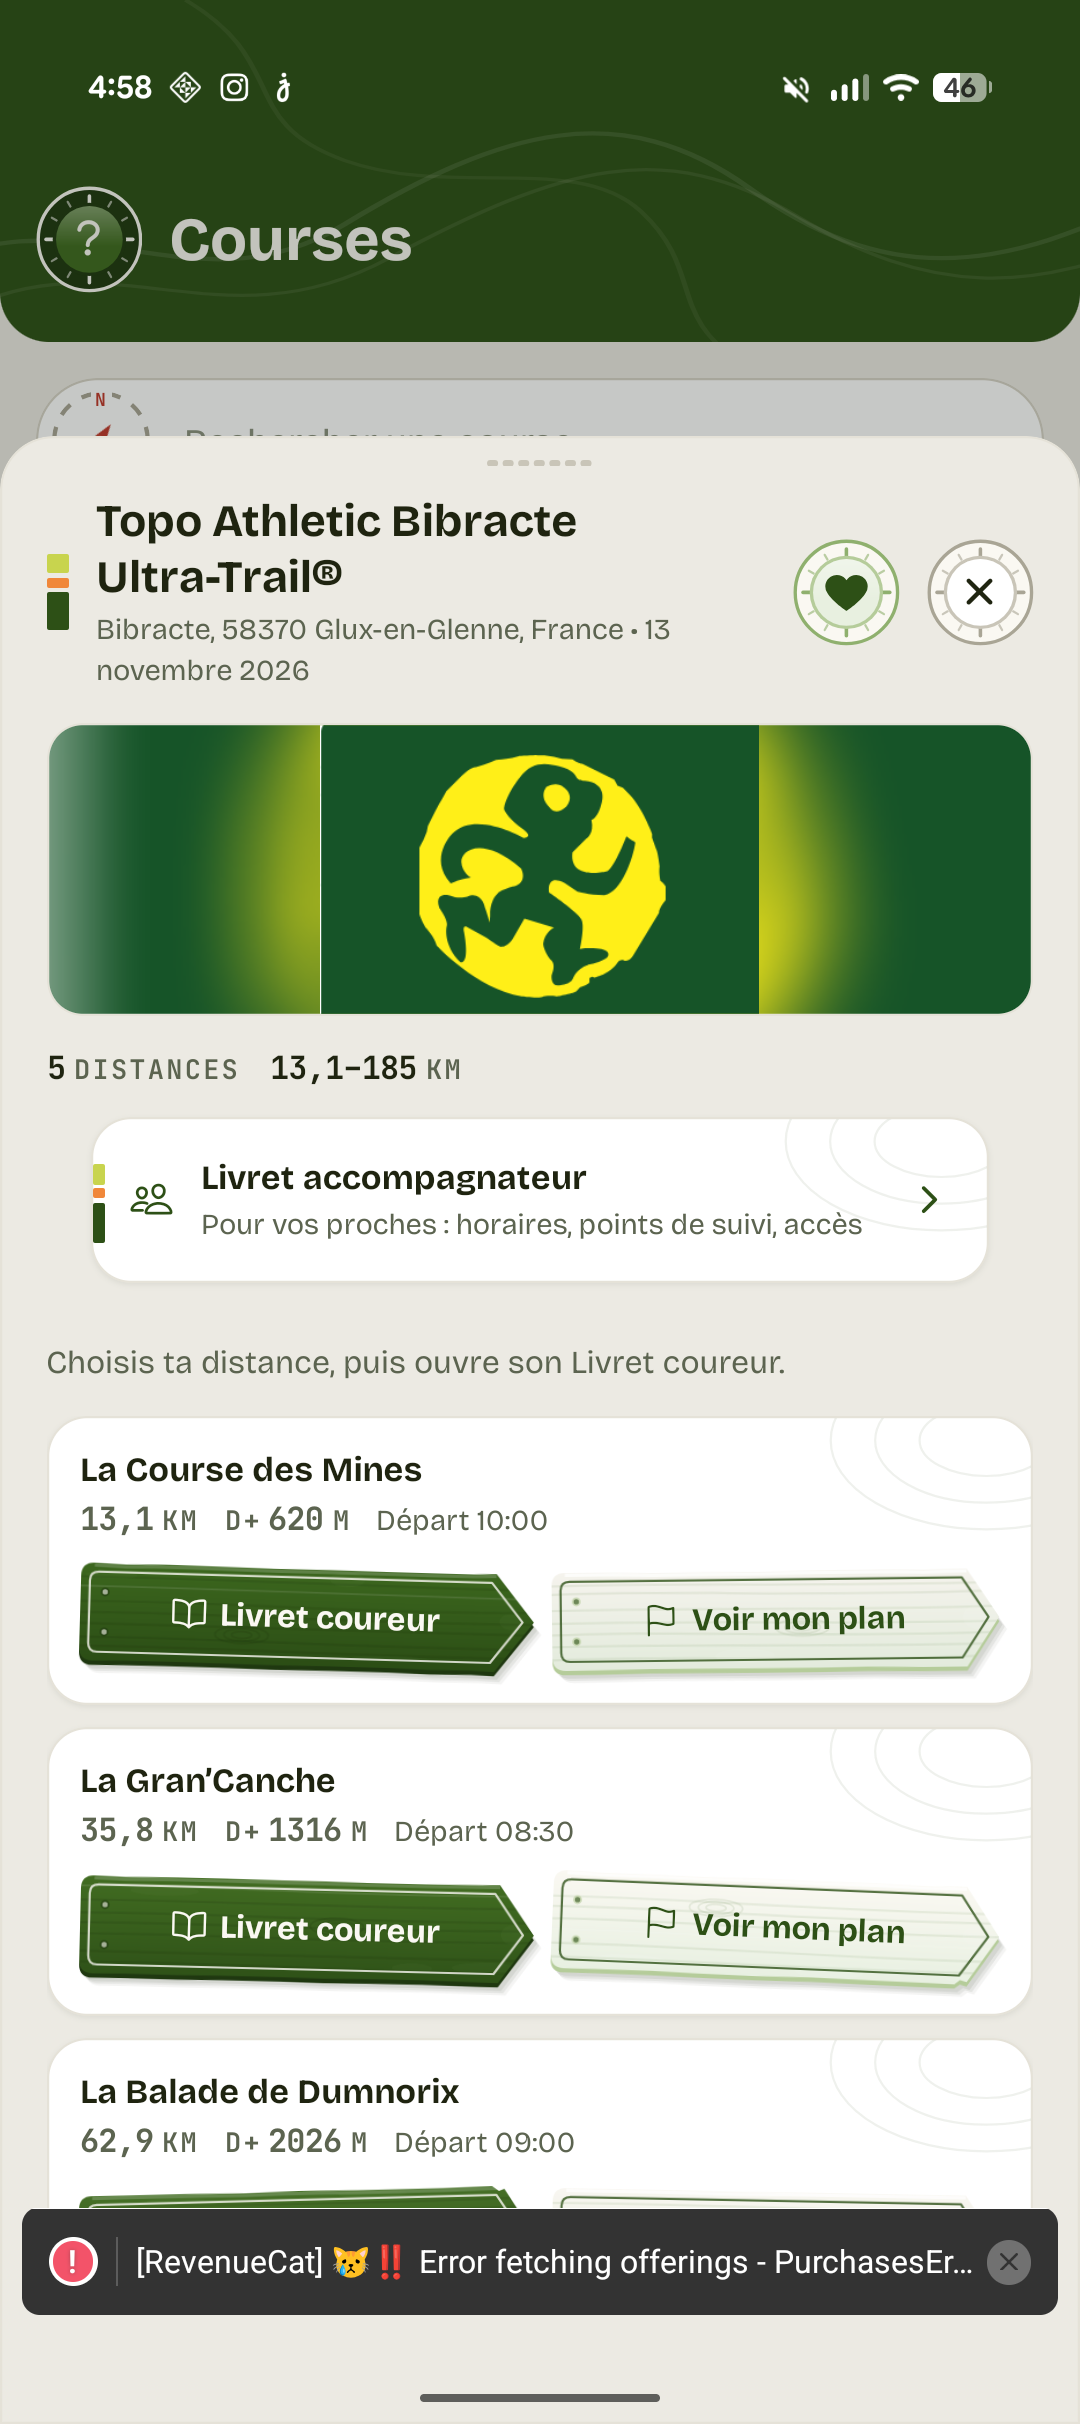 4:58
46
?
Courses
N
Rechercher une course
Topo Athletic Bibracte
Ultra-Trail®
Bibracte, 58370 Glux-en-Glenne, France • 13
novembre 2026
5 DISTANCES 13,1–185 KM
Livret accompagnateur
Pour vos proches : horaires, points de suivi, accès
Choisis ta distance, puis ouvre son Livret coureur.
La Course des Mines
13,1 KM D+ 620 M Départ 10:00
Livret coureur
Voir mon plan
La Gran’Canche
35,8 KM D+ 1316 M Départ 08:30
Livret coureur
Voir mon plan
La Balade de Dumnorix
62,9 KM D+ 2026 M Départ 09:00
[RevenueCat] 😿‼️ Error fetching offerings - PurchasesEr...